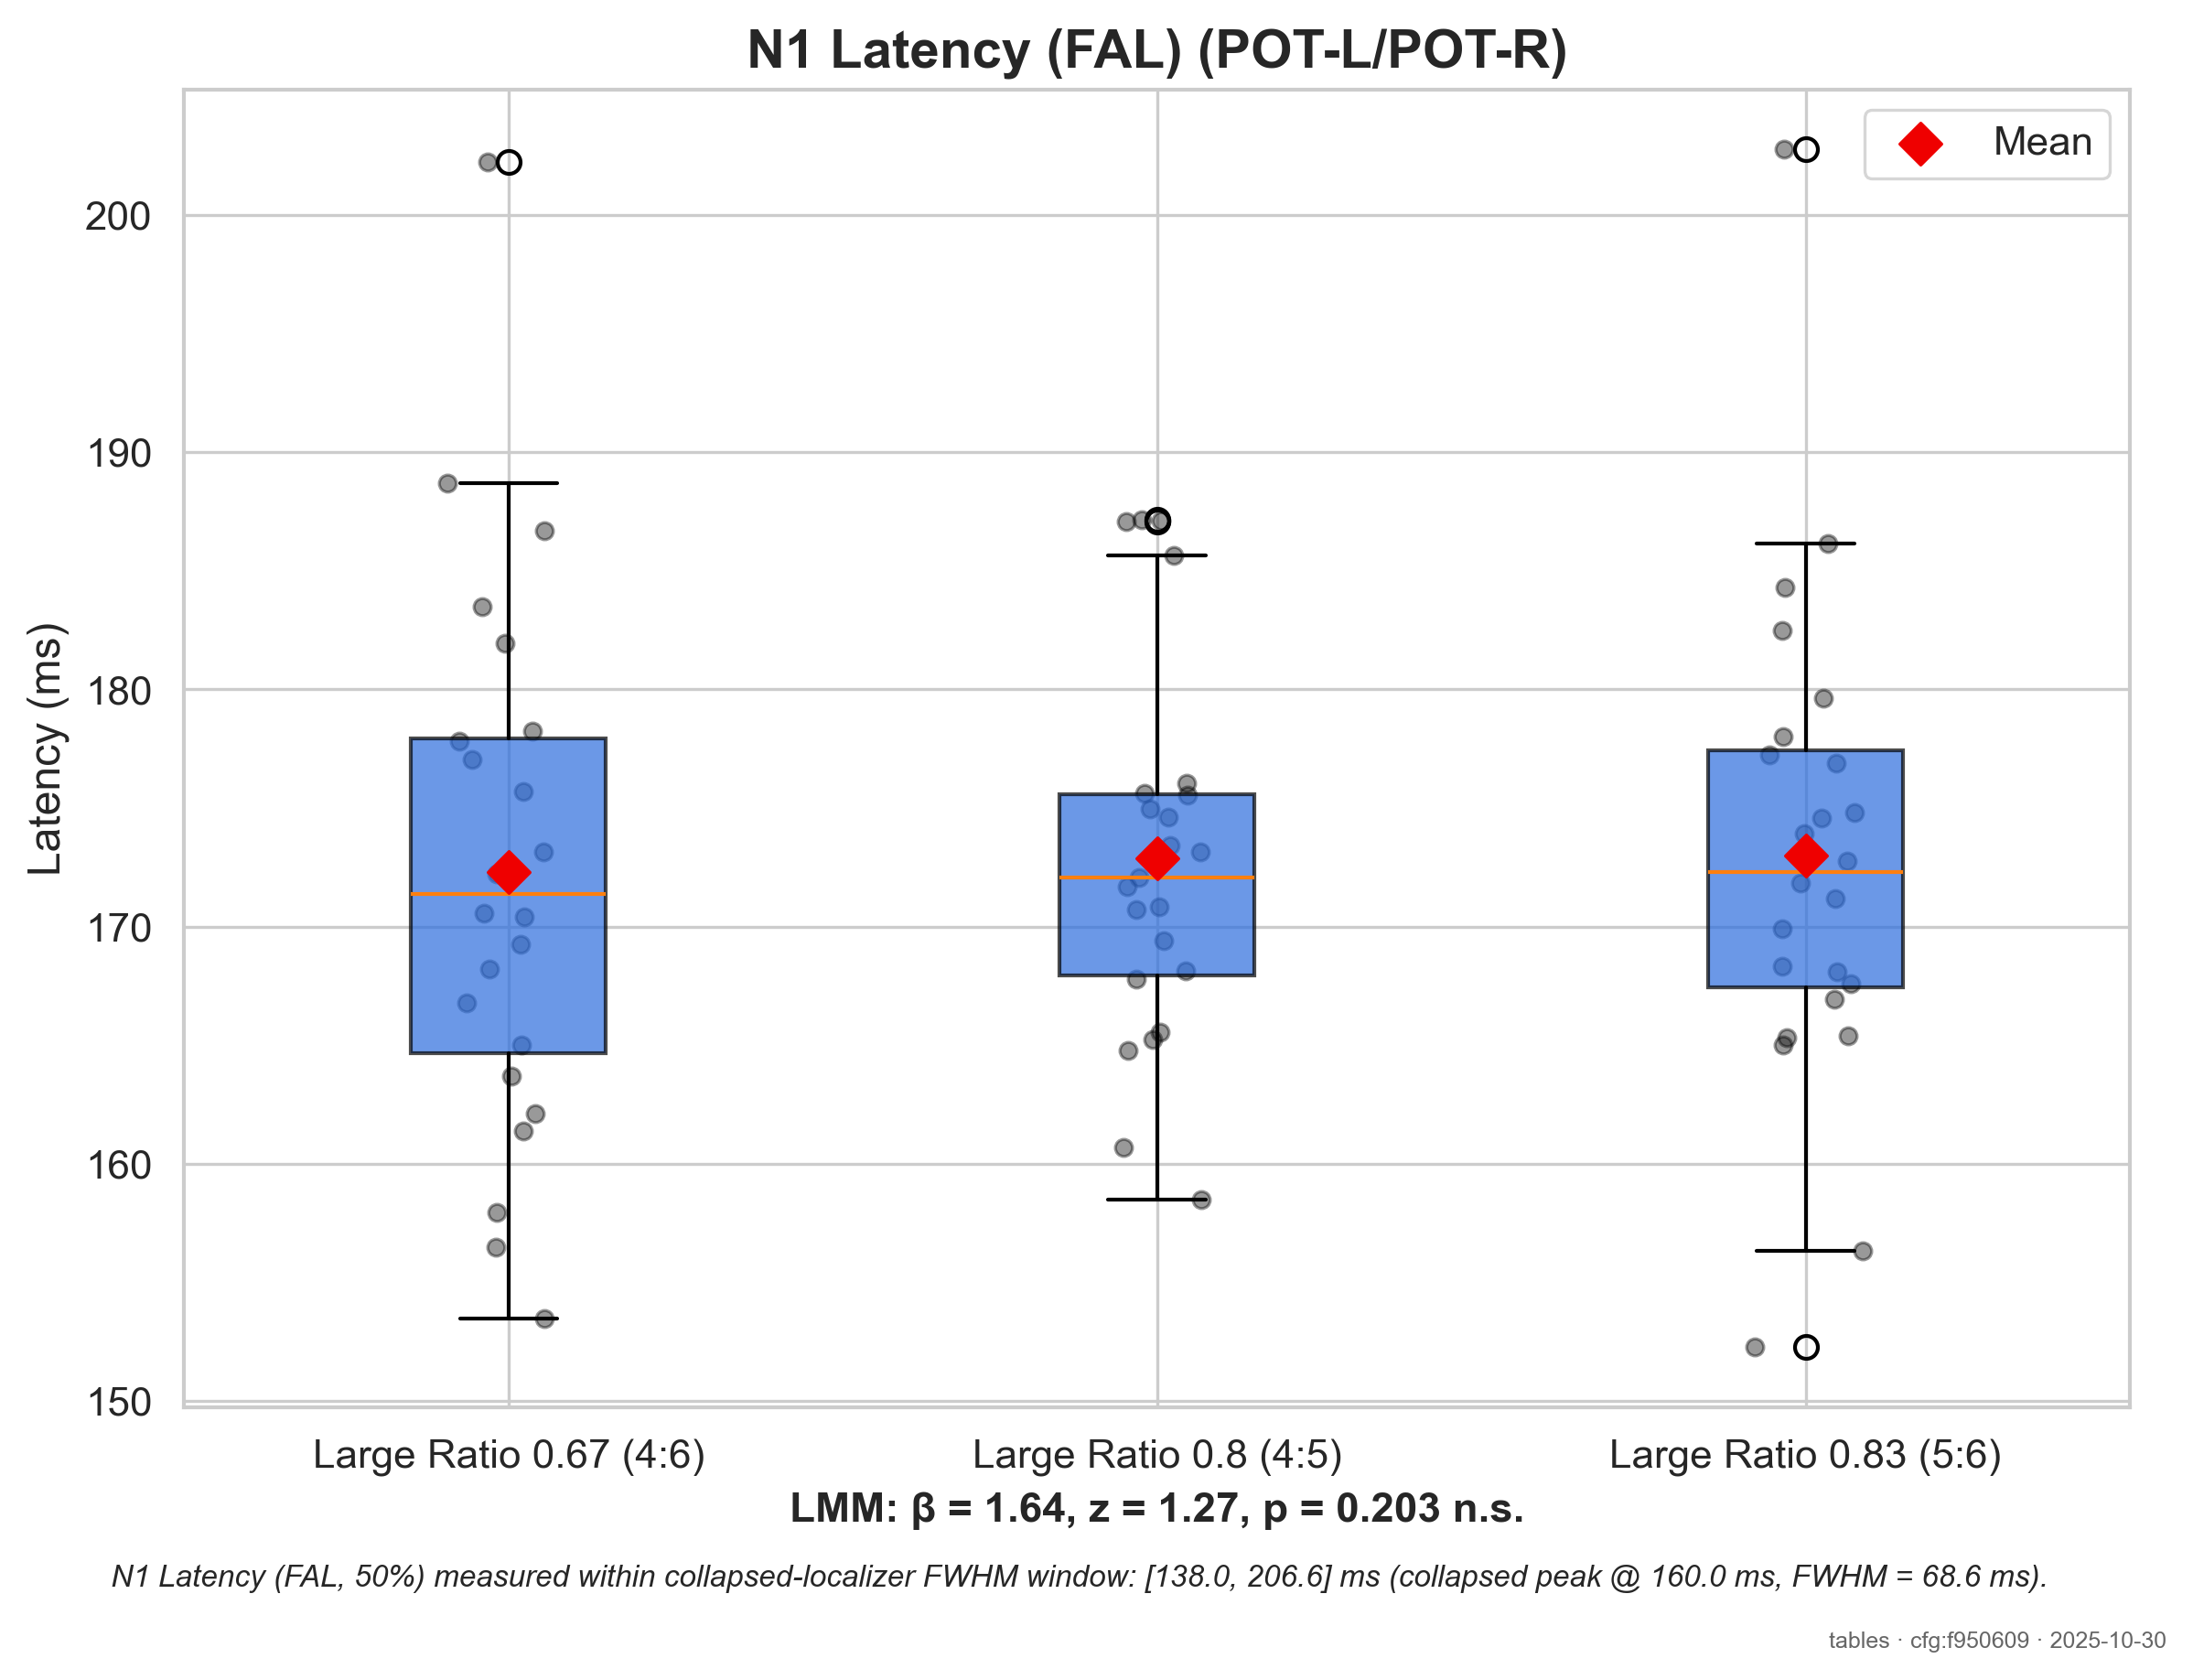 N1 Latency (FAL) (POT-L/POT-R)
Mean
200
190
180
170
160
150
Latency (ms)
Large Ratio 0.67 (4:6)
Large Ratio 0.8 (4:5)
Large Ratio 0.83 (5:6)
LMM: β = 1.64, z = 1.27, p = 0.203 n.s.
N1 Latency (FAL, 50%) measured within collapsed-localizer FWHM window: [138.0, 206.6] ms (collapsed peak @ 160.0 ms, FWHM = 68.6 ms).
tables · cfg:f950609 · 2025-10-30